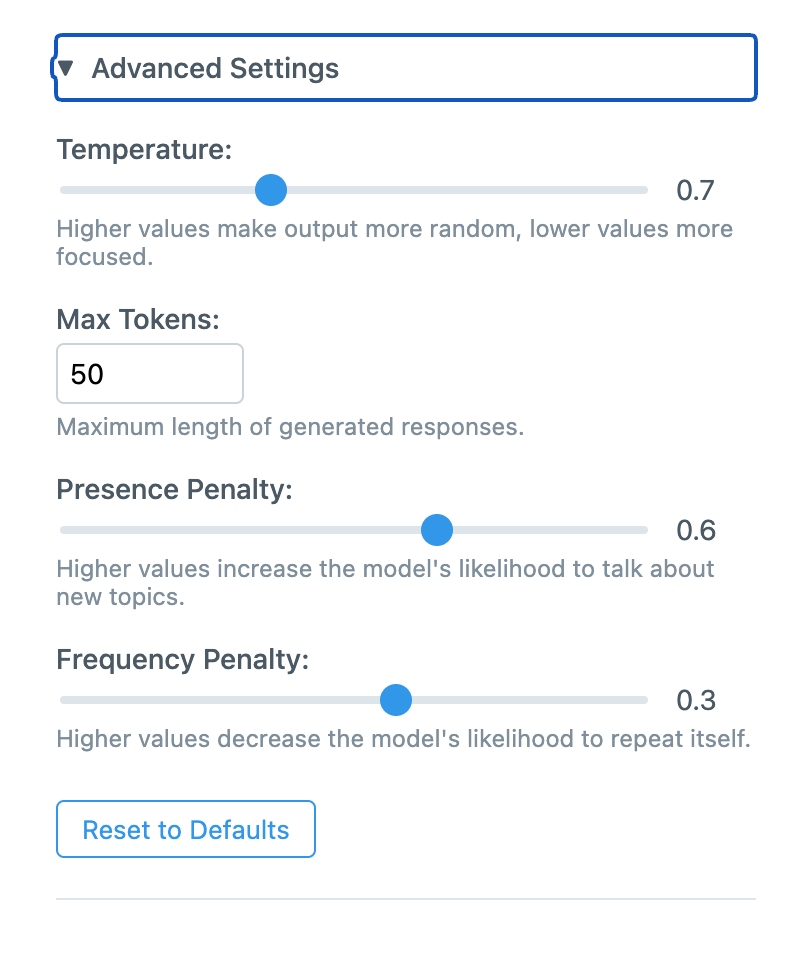 Advanced Settings
Temperature:
0.7
Higher values make output more random, lower values more
focused.
Max Tokens:
50
Maximum length of generated responses.
Presence Penalty:
0.6
Higher values increase the model's likelihood to talk about
new topics.
Frequency Penalty:
0.3
Higher values decrease the model's likelihood to repeat itself.
Reset to Defaults